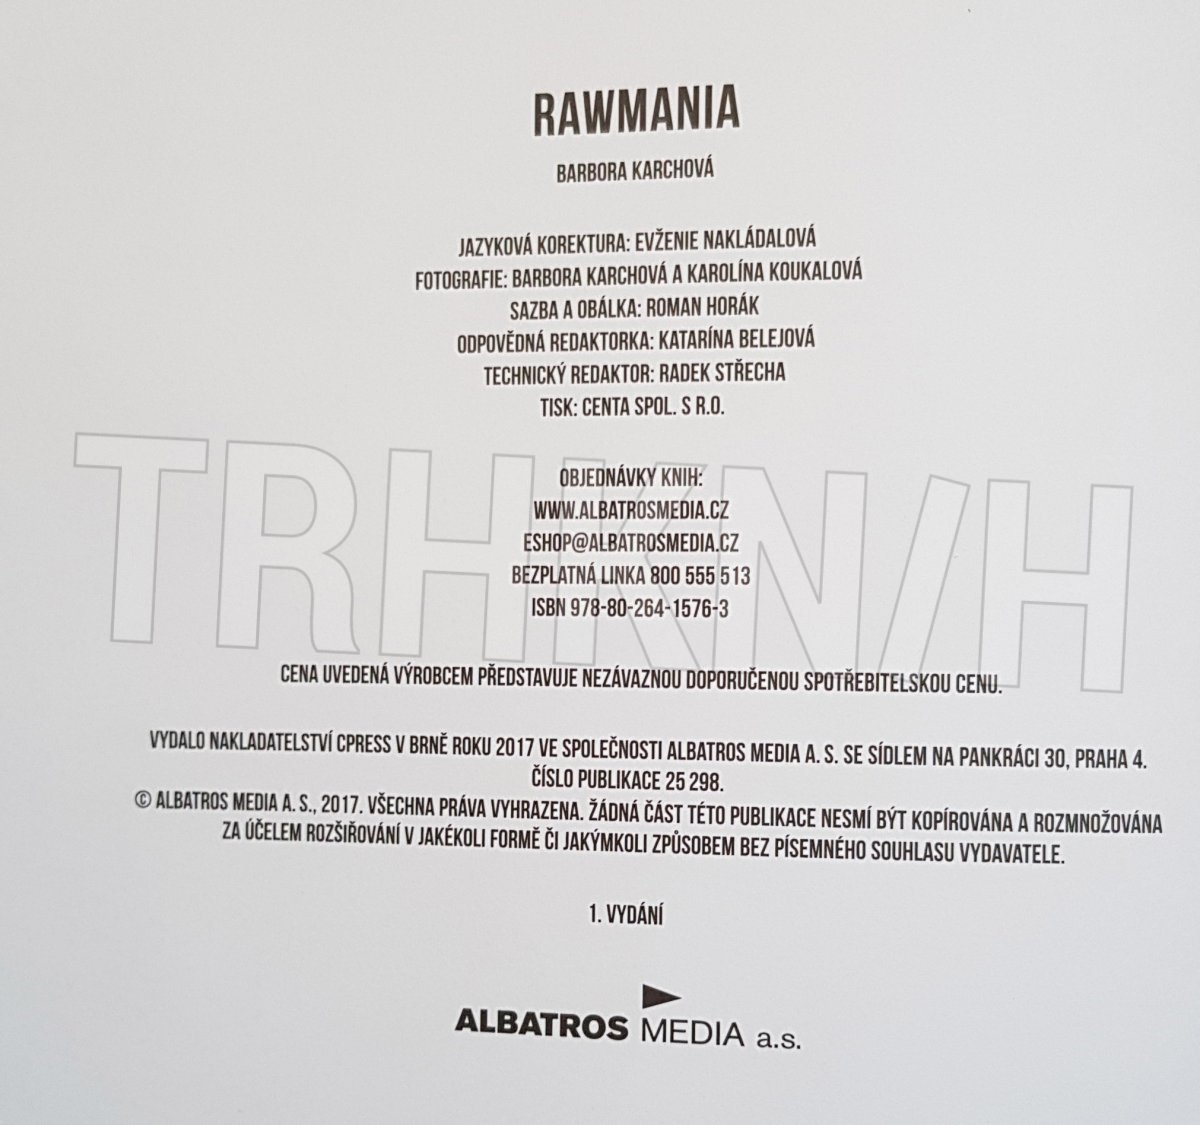 RAWMANIA
BARBORA KARCHOVÁ
JAZYKOVÁ KOREKTURA: EVŽENIE NAKLÁDALOVÁ
FOTOGRAFIE: BARBORA KARCHOVÁ A KAROLÍNA KOUKALOVÁ
SAZBA A OBÁLKA: ROMAN HORÁK
ODPOVĚDNÁ REDAKTORKA: KATARÍNA BELEJOVÁ
TECHNICKÝ REDAKTOR: RADEK STŘECHA
TISK: CENTA SPOL. S R.O.
TRHKN/H
OBJEDNÁVKY KNIH:
WWW.ALBATROSMEDIA.CZ
ESHOP@ALBATROSMEDIA.CZ
BEZPLATNÁ LINKA 800 555 513
ISBN 978-80-264-1576-3
CENA UVEDENÁ VÝROBCEM PŘEDSTAVUJE NEZÁVAZNOU DOPORUČENOU SPOTŘEBITELSKOU CENU.
VYDALO NAKLADATELSTVÍ CPRESS V BRNĚ ROKU 2017 VE SPOLEČNOSTI ALBATROS MEDIA A. S. SE SÍDLEM NA PANKRÁCI 30, PRAHA 4.
ČÍSLO PUBLIKACE 25 298.
© ALBATROS MEDIA A. S., 2017. VŠECHNA PRÁVA VYHRAZENA. ŽÁDNÁ ČÁST TÉTO PUBLIKACE NESMÍ BÝT KOPÍROVÁNA A ROZMNOŽOVÁNA
ZA ÚČELEM ROZŠIŘOVÁNÍ V JAKÉKOLI FORMĚ ČI JAKÝMKOLI ZPŮSOBEM BEZ PÍSEMNÉHO SOUHLASU VYDAVATELE.
1. VYDÁNÍ
ALBATROS MEDIA a.s.